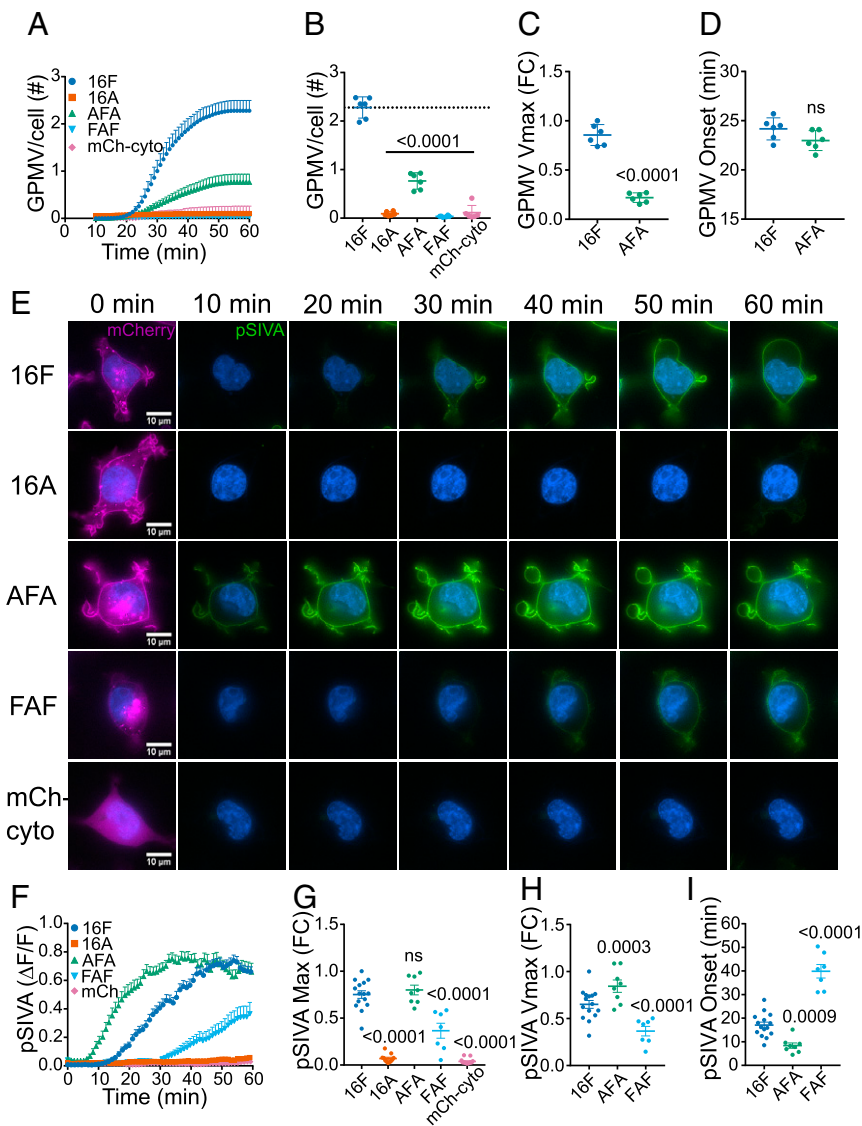 A
GPMV/cell (#)
3
2
1
0
0
10
20
30
40
50
60
Time (min)
16F
16A
AFA
FAF
mCh-cyto
B
GPMV/cell (#)
3
2
1
0
<0.0001
16F
16A
AFA
FAF
mCh-cyto
C
GPMV Vmax (FC)
1.5
1.0
0.5
0.0
<0.0001
16F
AFA
D
GPMV Onset (min)
30
25
20
15
ns
16F
AFA
E
0 min
10 min
20 min
30 min
40 min
50 min
60 min
mCherry
pSIVA
16F
10 µm
16A
10 µm
AFA
10 µm
FAF
10 µm
mCh-
cyto
10 µm
F
pSIVA (ΔF/F)
1.0
0.8
0.6
0.4
0.2
0.0
0
10
20
30
40
50
60
Time (min)
16F
16A
AFA
FAF
mCh
G
pSIVA Max (FC)
1.5
1.0
0.5
0.0
<0.0001
ns
<0.0001
<0.0001
16F
16A
AFA
FAF
mCh-cyto
H
pSIVA Vmax (FC)
1.5
1.0
0.5
0.0
0.0003
<0.0001
16F
AFA
FAF
I
pSIVA Onset (min)
60
50
40
30
20
10
0
0.0009
<0.0001
16F
AFA
FAF